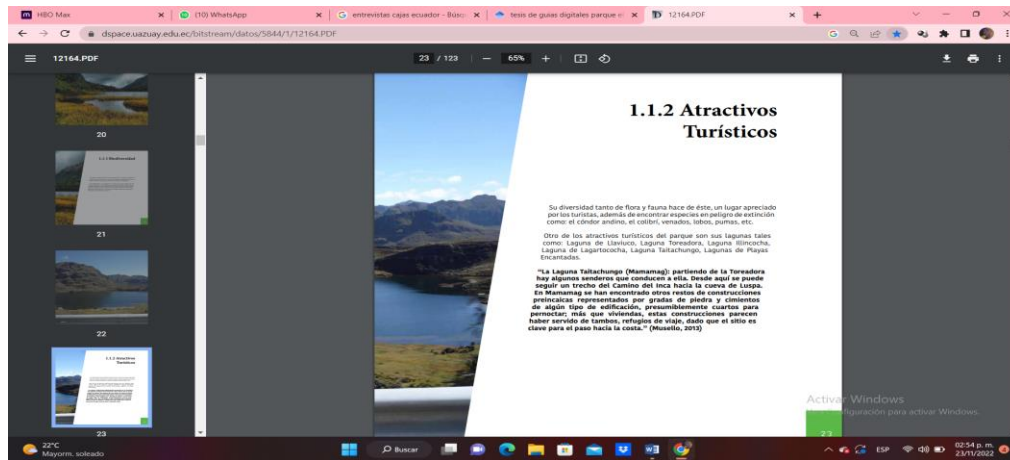 HBO Max
(10) WhatsApp
entrevistas cajas ecuador - Búsq
tesis de guias digitales parque e
12164.PDF
dspace.uazuay.edu.ec/bitstream/datos/5844/1/12164.PDF
12164.PDF
23 / 123
65%
20
1.1.1 Biodiversidad
21
22
1.1.2 Atractivos
Turísticos
23
1.1.2 Atractivos
Turísticos
Su diversidad tanto de flora y fauna hace de éste, un lugar apreciado
por los turistas, además de encontrar especies en peligro de extinción
como: el cóndor andino, el colibrí, venados, lobos, pumas, etc.
Otro de los atractivos turísticos del parque son sus lagunas tales
como: Laguna de Llaviuco, Laguna Toreadora, Laguna Illincocha,
Laguna de Lagartococha, Laguna Taitachungo, Lagunas de Playas
Encantadas.
"La Laguna Taitachungo (Mamamag): partiendo de la Toreadora
hay algunos senderos que conducen a ella. Desde aquí se puede
seguir un trecho del Camino del Inca hacia la cueva de Luspa.
En Mamamag se han encontrado otros restos de construcciones
preincaicas representados por gradas de piedra y cimientos
de algún tipo de edificación, presumiblemente cuartos para
pernoctar; más que viviendas, estas construcciones parecen
haber servido de tambos, refugios de viaje, dado que el sitio es
clave para el paso hacia la costa." (Musello, 2013)
23
Activar Windows
para activar Windows.
22°C
Mayorm. soleado
Buscar
ESP
02:54 p. m.
23/11/2022